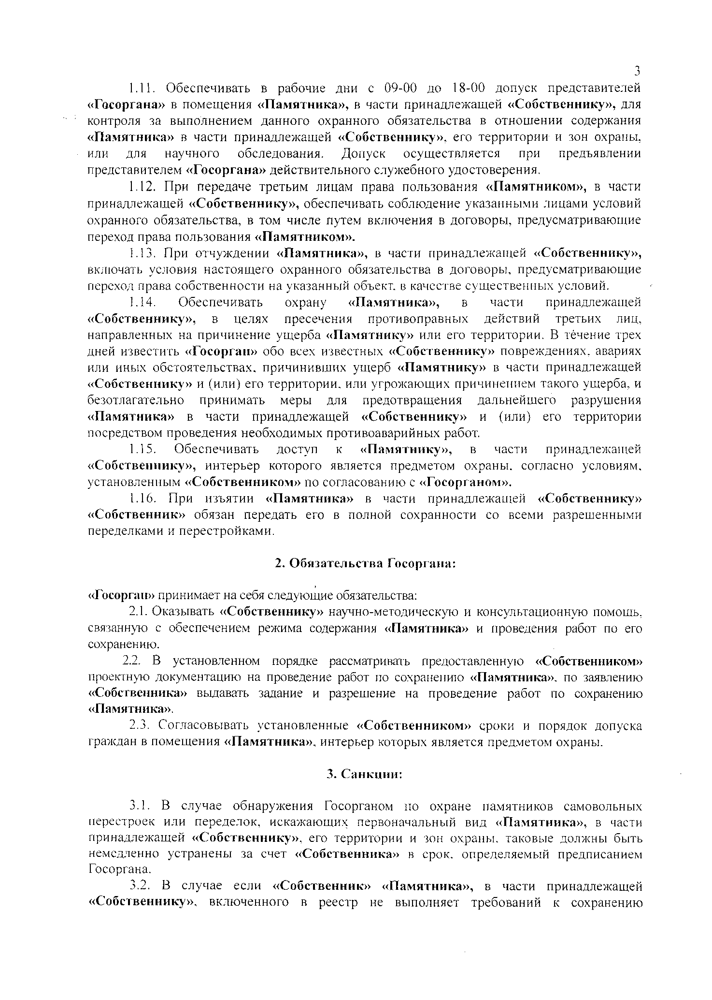 3
1.11. Обеспечивать в рабочие дни с 09-00 до 18-00 допуск представителей
«Госоргана» в помещения «Памятника», в части принадлежащей «Собственнику», для
контроля за выполнением данного охранного обязательства в отношении содержания
«Памятника» в части принадлежащей «Собственнику», его территории и зон охраны,
или для научного обследования. Допуск осуществляется при предъявлении
представителем «Госоргана» действительного служебного удостоверения.
1.12. При передаче третьим лицам права пользования «Памятником», в части
принадлежащей «Собственнику», обеспечивать соблюдение указанными лицами условий
охранного обязательства, в том числе путем включения в договоры, предусматривающие
переход права пользования «Памятником».
1.13. При отчуждении «Памятника», в части принадлежащей «Собственнику»,
включать условия настоящего охранного обязательства в договоры, предусматривающие
переход права собственности на указанный объект, в качестве существенных условий.
1.14. Обеспечивать охрану «Памятника», в части принадлежащей
«Собственнику», в целях пресечения противоправных действий третьих лиц,
направленных на причинение ущерба «Памятнику» или его территории. В течение трех
дней известить «Госорган» обо всех известных «Собственнику» повреждениях, авариях
или иных обстоятельствах, причинивших ущерб «Памятнику» в части принадлежащей
«Собственнику» и (или) его территории, или угрожающих причинением такого ущерба, и
безотлагательно принимать меры для предотвращения дальнейшего разрушения
«Памятника» в части принадлежащей «Собственнику» и (или) его территории
посредством проведения необходимых противоаварийных работ.
1.15. Обеспечивать доступ к «Памятнику», в части принадлежащей
«Собственнику», интерьер которого является предметом охраны, согласно условиям,
установленным «Собственником» по согласованию с «Госорганом».
1.16. При изъятии «Памятника» в части принадлежащей «Собственнику»
«Собственник» обязан передать его в полной сохранности со всеми разрешенными
переделками и перестройками.
2. Обязательства Госоргана:
«Госорган» принимает на себя следующие обязательства:
2.1. Оказывать «Собственнику» научно-методическую и консультационную помощь,
связанную с обеспечением режима содержания «Памятника» и проведения работ по его
сохранению.
2.2. В установленном порядке рассматривать предоставленную «Собственником»
проектную документацию на проведение работ по сохранению «Памятника», по заявлению
«Собственника» выдавать задание и разрешение на проведение работ по сохранению
«Памятника».
2.3. Согласовывать установленные «Собственником» сроки и порядок допуска
граждан в помещения «Памятника», интерьер которых является предметом охраны.
3. Санкции:
3.1. В случае обнаружения Госорганом по охране памятников самовольных
перестроек или переделок, искажающих первоначальный вид «Памятника», в части
принадлежащей «Собственнику», его территории и зон охраны, таковые должны быть
немедленно устранены за счет «Собственника» в срок, определяемый предписанием
Госоргана.
3.2. В случае если «Собственник» «Памятника», в части принадлежащей
«Собственнику», включенного в реестр не выполняет требований к сохранению